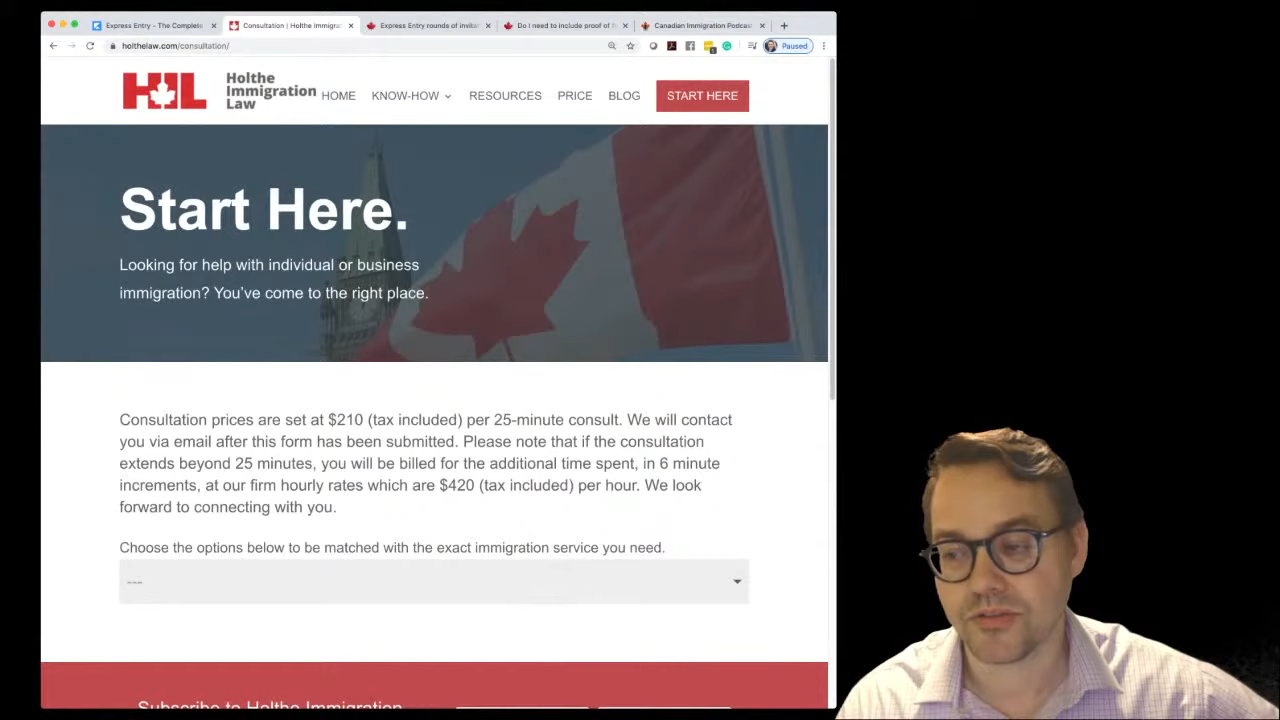 Express Entry - The Complete
Consultation | Holthe Immigrat
Express Entry rounds of invita
Do I need to include proof of f
Canadian Immigration Podcas
holthelaw.com/consultation/
Paused
HIL
Holthe
Immigration
Law
HOME
KNOW-HOW
RESOURCES
PRICE
BLOG
START HERE
Start Here.
Looking for help with individual or business
immigration? You've come to the right place.
Consultation prices are set at $210 (tax included) per 25-minute consult. We will contact
you via email after this form has been submitted. Please note that if the consultation
extends beyond 25 minutes, you will be billed for the additional time spent, in 6 minute
increments, at our firm hourly rates which are $420 (tax included) per hour. We look
forward to connecting with you.
Choose the options below to be matched with the exact immigration service you need.
---
Subscribe to Holthe Immigration